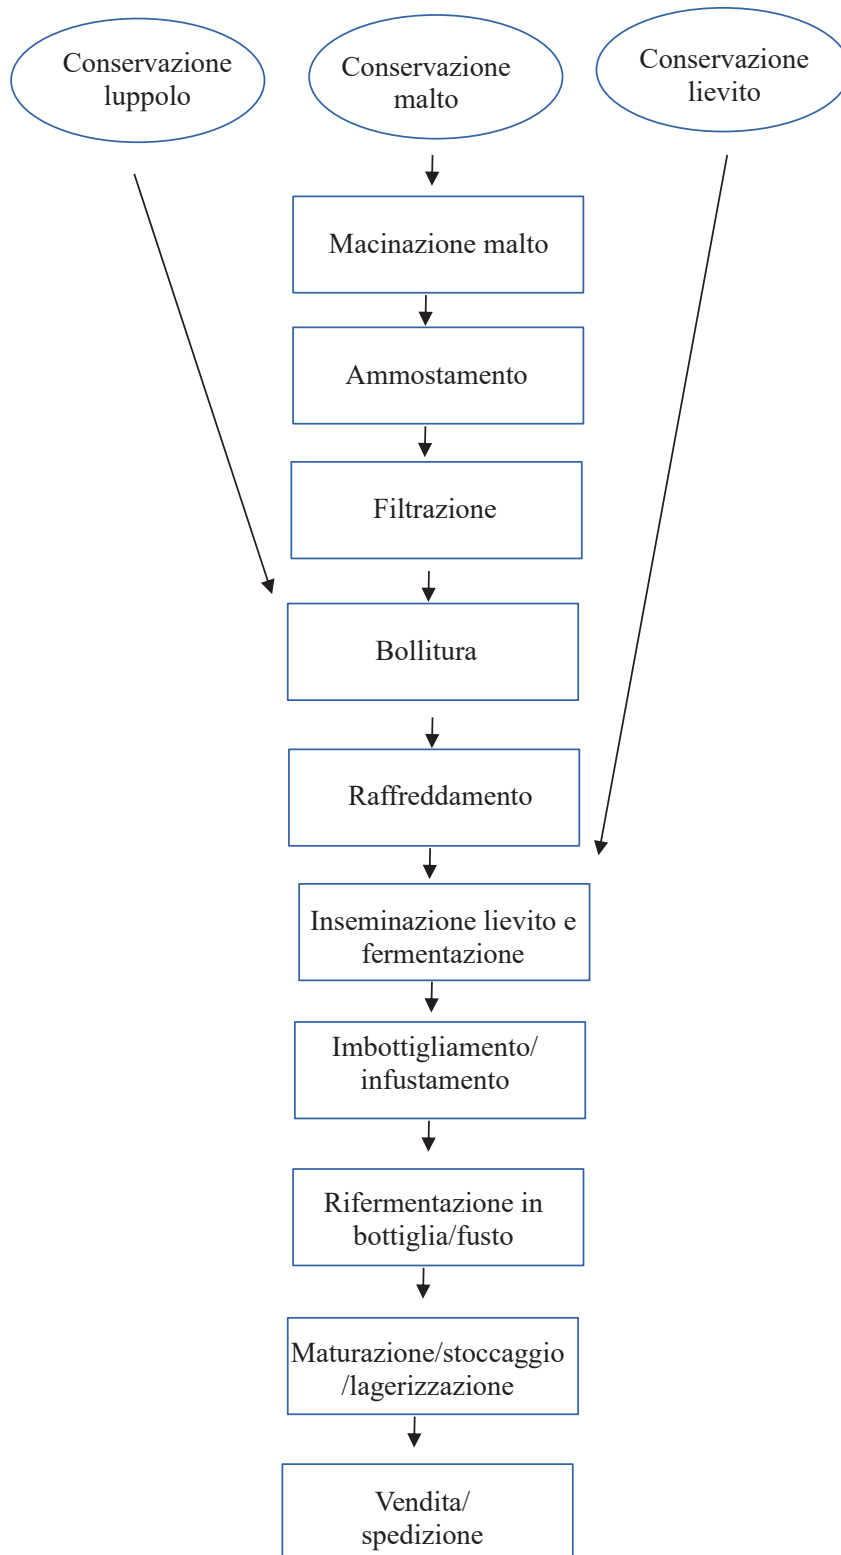 Conservazione
luppolo
Conservazione
malto
Conservazione
lievito
Macinazione malto
Ammostamento
Filtrazione
Bollitura
Raffreddamento
Inseminazione lievito e
fermentazione
Imbottigliamento/
infustamento
Rifermentazione in
bottiglia/fusto
Maturazione/stoccaggio
/lagerizzazione
Vendita/
spedizione